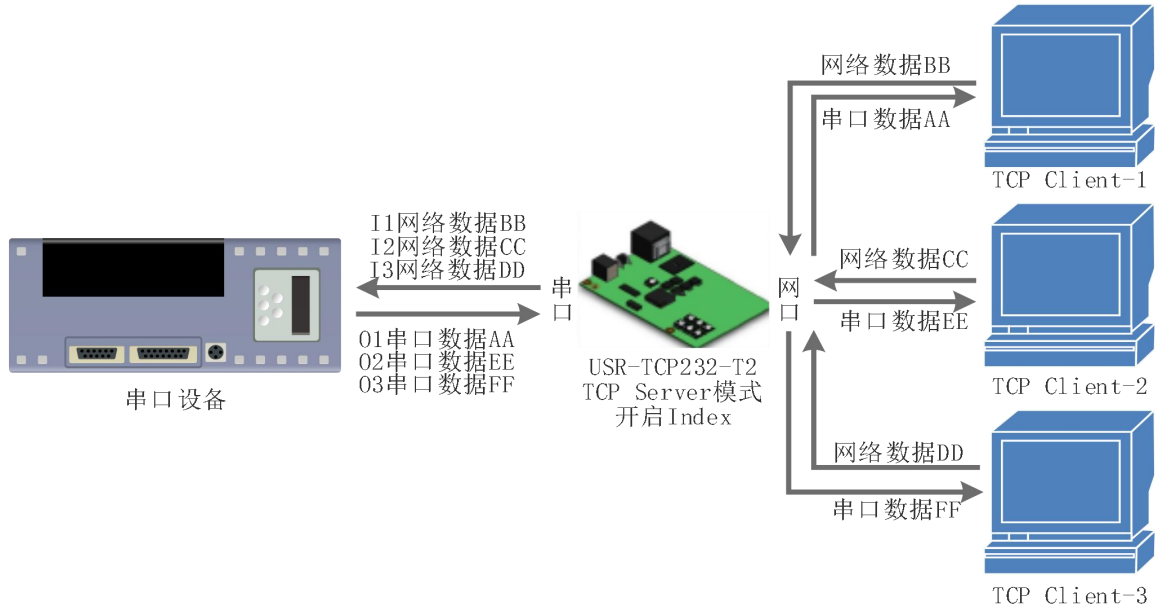 网络数据BB
串口数据AA
TCP Client-1
I1网络数据BB
I2网络数据CC
I3网络数据DD
串口
网口
网络数据CC
串口数据EE
O1串口数据AA
O2串口数据EE
O3串口数据FF
串口设备
USR-TCP232-T2
TCP Server模式
开启Index
TCP Client-2
网络数据DD
串口数据FF
TCP Client-3